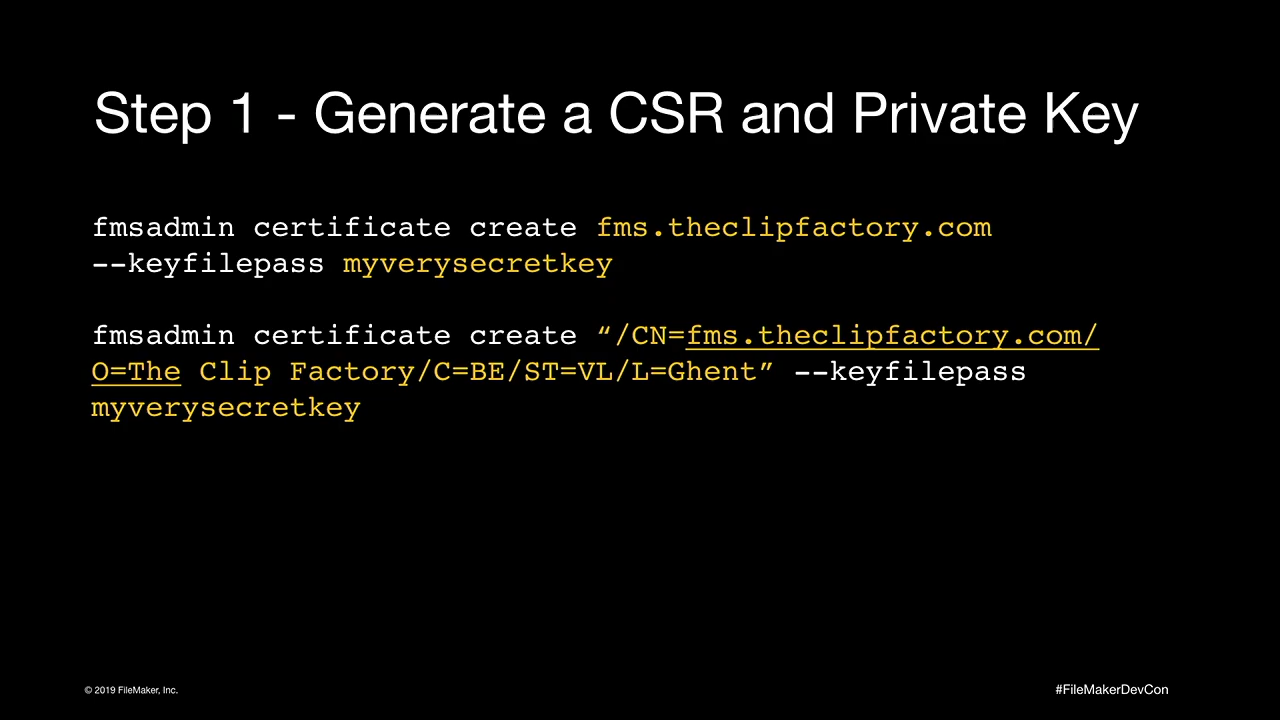 Step 1 - Generate a CSR and Private Key
fmsadmin certificate create fms.theclipfactory.com
--keyfilepass myverysecretkey
fmsadmin certificate create “/CN=fms.theclipfactory.com/
O=The Clip Factory/C=BE/ST=VL/L=Ghent” --keyfilepass
myverysecretkey
© 2019 FileMaker, Inc.
#FileMakerDevCon